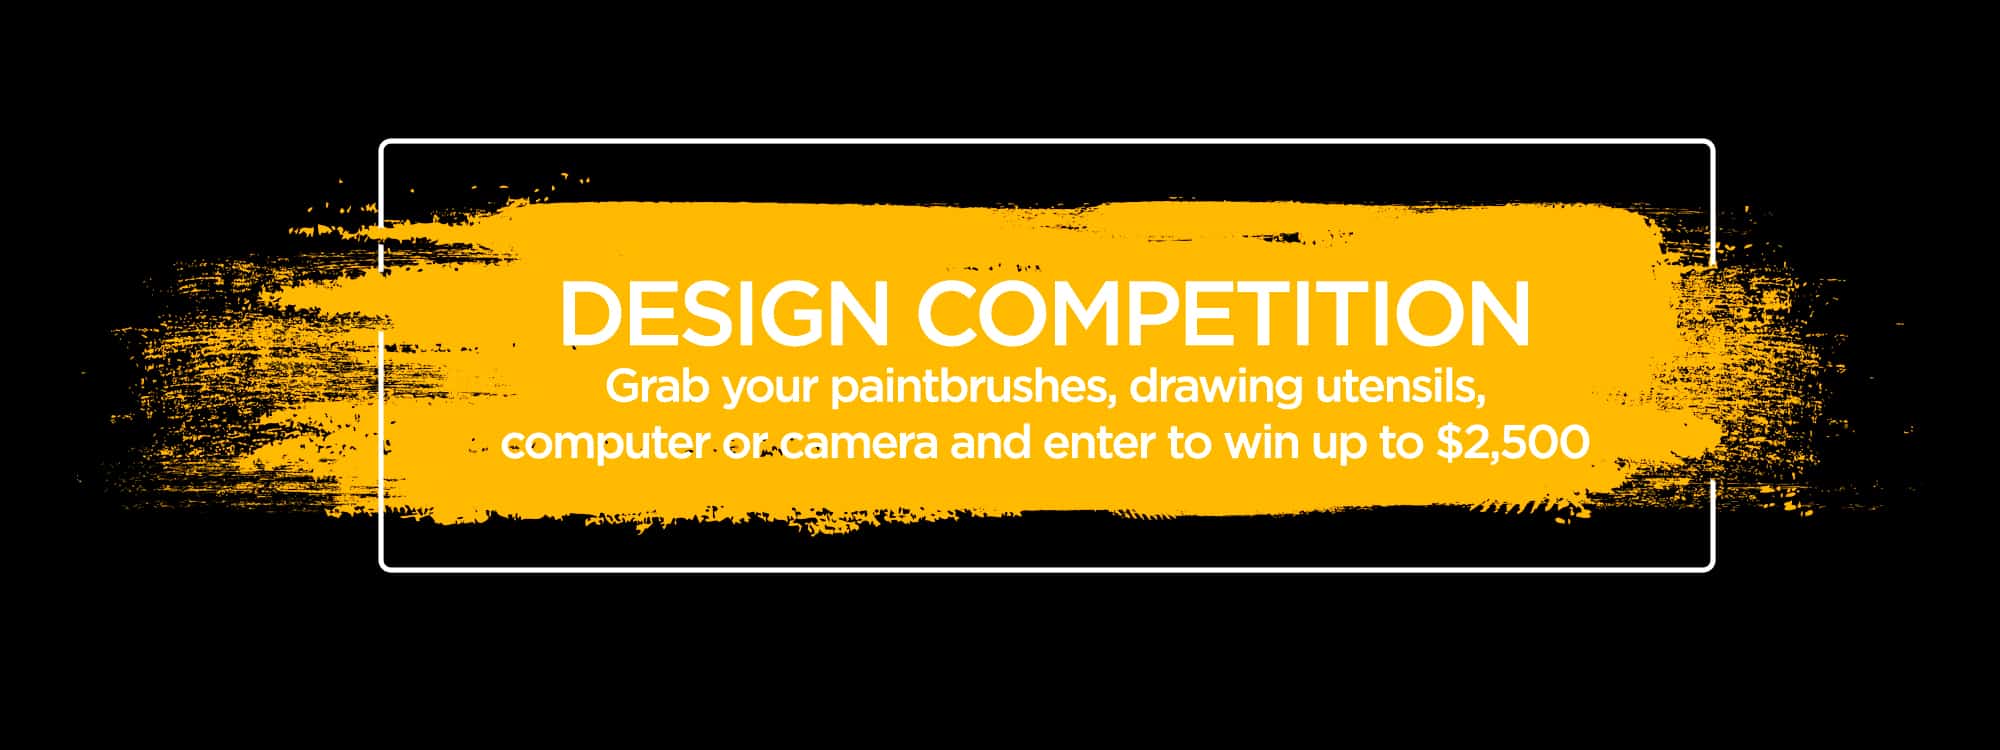 DESIGN COMPETITION
Grab your paintbrushes, drawing utensils,
computer or camera and enter to win up to $2,500